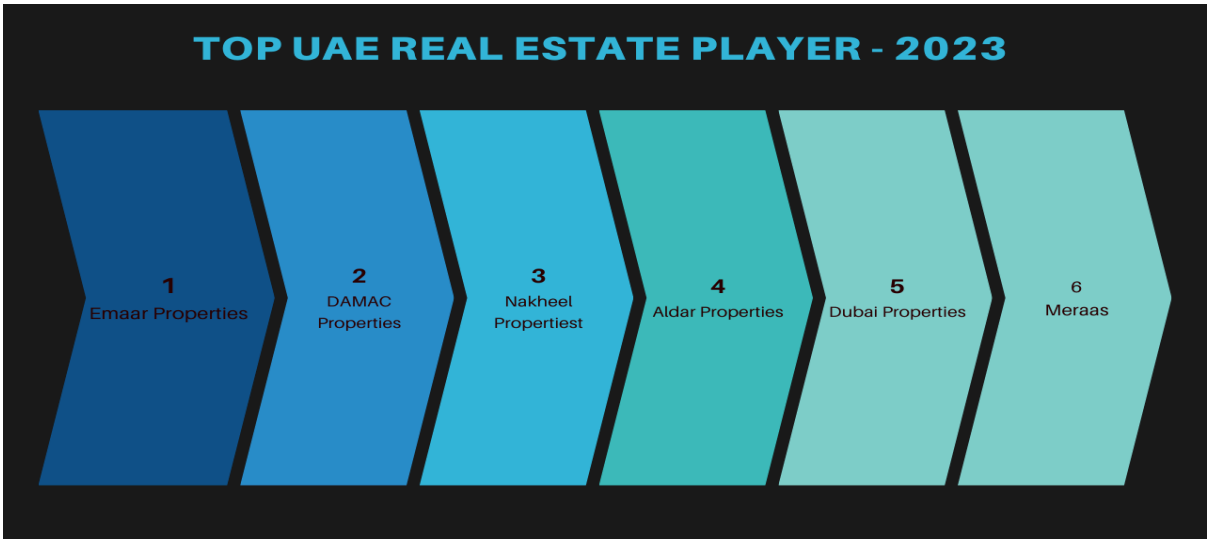 TOP UAE REAL ESTATE PLAYER - 2023
1
Emaar Properties
2
DAMAC
Properties
3
Nakheel
Propertiest
4
Aldar Properties
5
Dubai Properties
6
Meraas